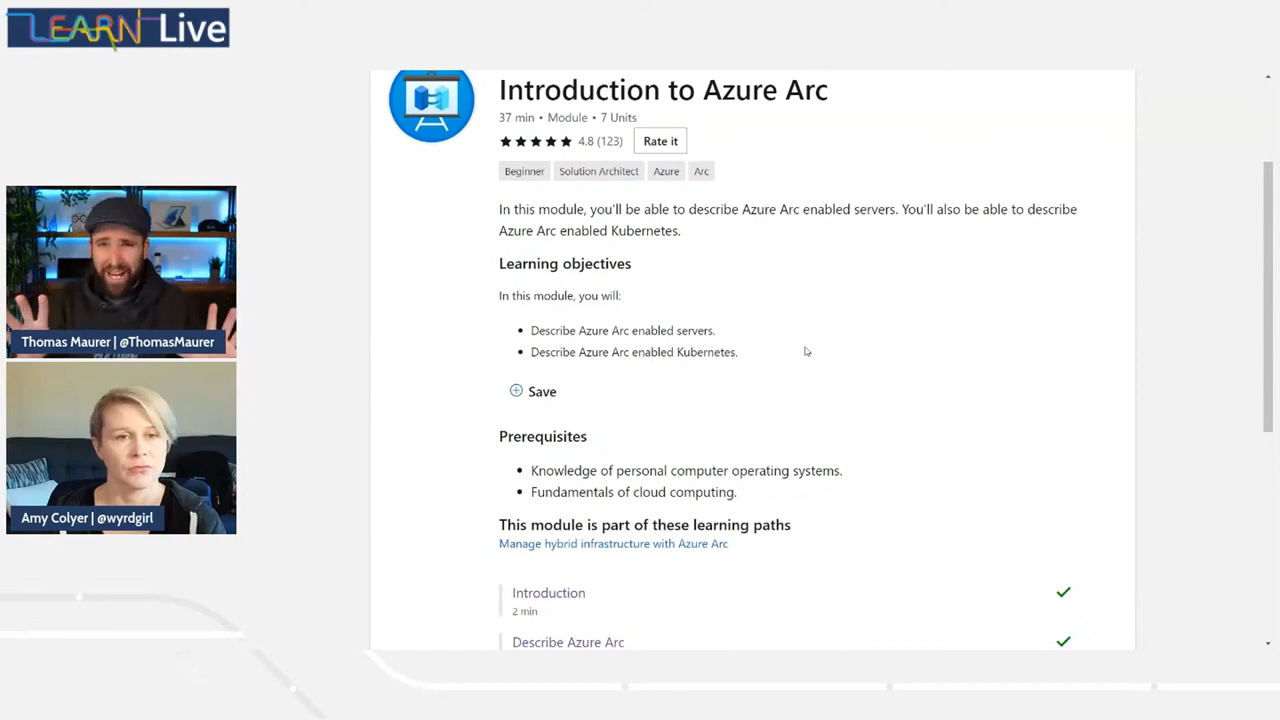 LEARN Live
Introduction to Azure Arc
37 min • Module • 7 Units
4.8 (123) Rate it
Beginner Solution Architect Azure Arc
In this module, you'll be able to describe Azure Arc enabled servers. You'll also be able to describe
Azure Arc enabled Kubernetes.
Learning objectives
In this module, you will:
• Describe Azure Arc enabled servers.
• Describe Azure Arc enabled Kubernetes.
Save
Prerequisites
• Knowledge of personal computer operating systems.
• Fundamentals of cloud computing.
This module is part of these learning paths
Manage hybrid infrastructure with Azure Arc
Introduction
2 min
Describe Azure Arc
Thomas Maurer | @ThomasMaurer
Amy Colyer | @wyrdgirl